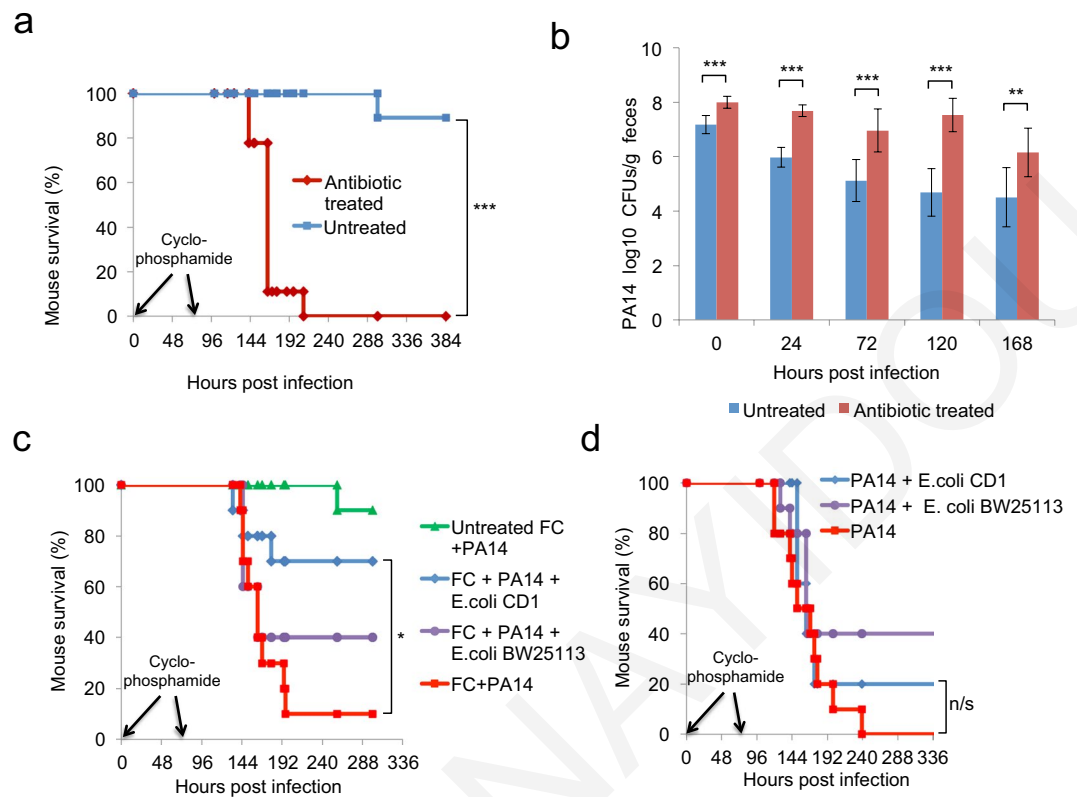 a
Mouse survival (%)
100
80
60
40
20
0
Cyclo-
phosphamide
Antibiotic
treated
Untreated
***
0 48 96 144 192 240 288 336 384
Hours post infection
b
PA14 log10 CFUs/g feces
10
8
6
4
2
0
*** *** *** *** **
0 24 72 120 168
Hours post infection
Untreated Antibiotic treated
c
Mouse survival (%)
100
80
60
40
20
0
Cyclo-
phosphamide
Untreated FC
+PA14
FC + PA14 +
E.coli CD1
FC + PA14 +
E.coli BW25113
FC+PA14
*
0 48 96 144 192 240 288 336
Hours post infection
d
Mouse survival (%)
100
80
60
40
20
0
Cyclo-
phosphamide
PA14 + E.coli CD1
PA14 + E. coli BW25113
PA14
n/s
0 48 96 144 192 240 288 336
Hours post infection